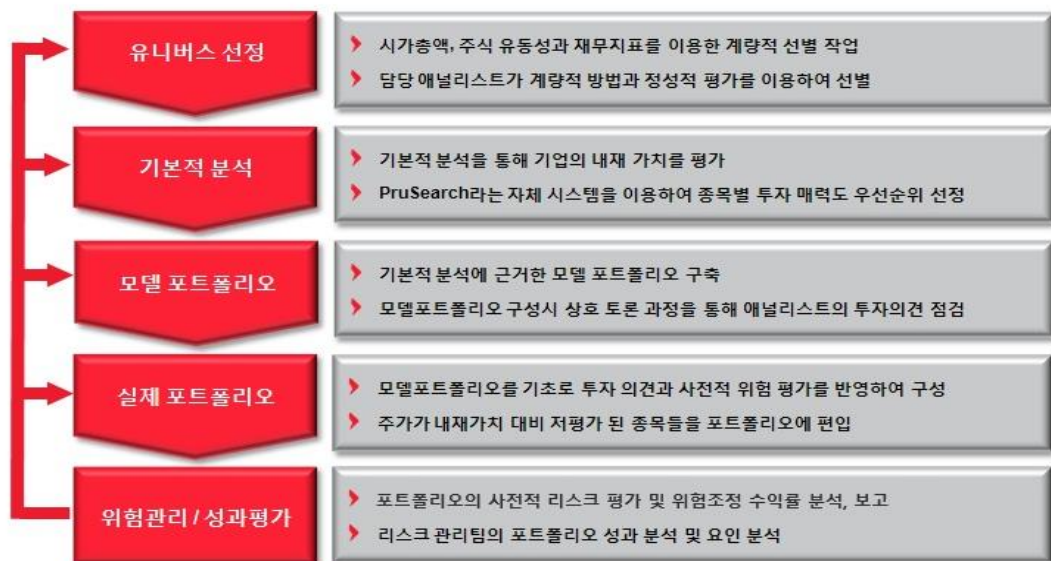 유니버스 선정
시가총액, 주식 유동성과 재무지표를 이용한 계량적 선별 작업
담당 애널리스트가 계량적 방법과 정성적 평가를 이용하여 선별
기본적 분석
기본적 분석을 통해 기업의 내재 가치를 평가
PruSearch라는 자체 시스템을 이용하여 종목별 투자 매력도 우선순위 선정
모델 포트폴리오
기본적 분석에 근거한 모델 포트폴리오 구축
모델포트폴리오 구성시 상호 토론 과정을 통해 애널리스트의 투자의견 점검
실제 포트폴리오
모델포트폴리오를 기초로 투자 의견과 사전적 위험 평가를 반영하여 구성
주가가 내재가치 대비 저평가 된 종목들을 포트폴리오에 편입
위험관리 / 성과평가
포트폴리오의 사전적 리스크 평가 및 위험조정 수익률 분석, 보고
리스크 관리팀의 포트폴리오 성과 분석 및 요인 분석